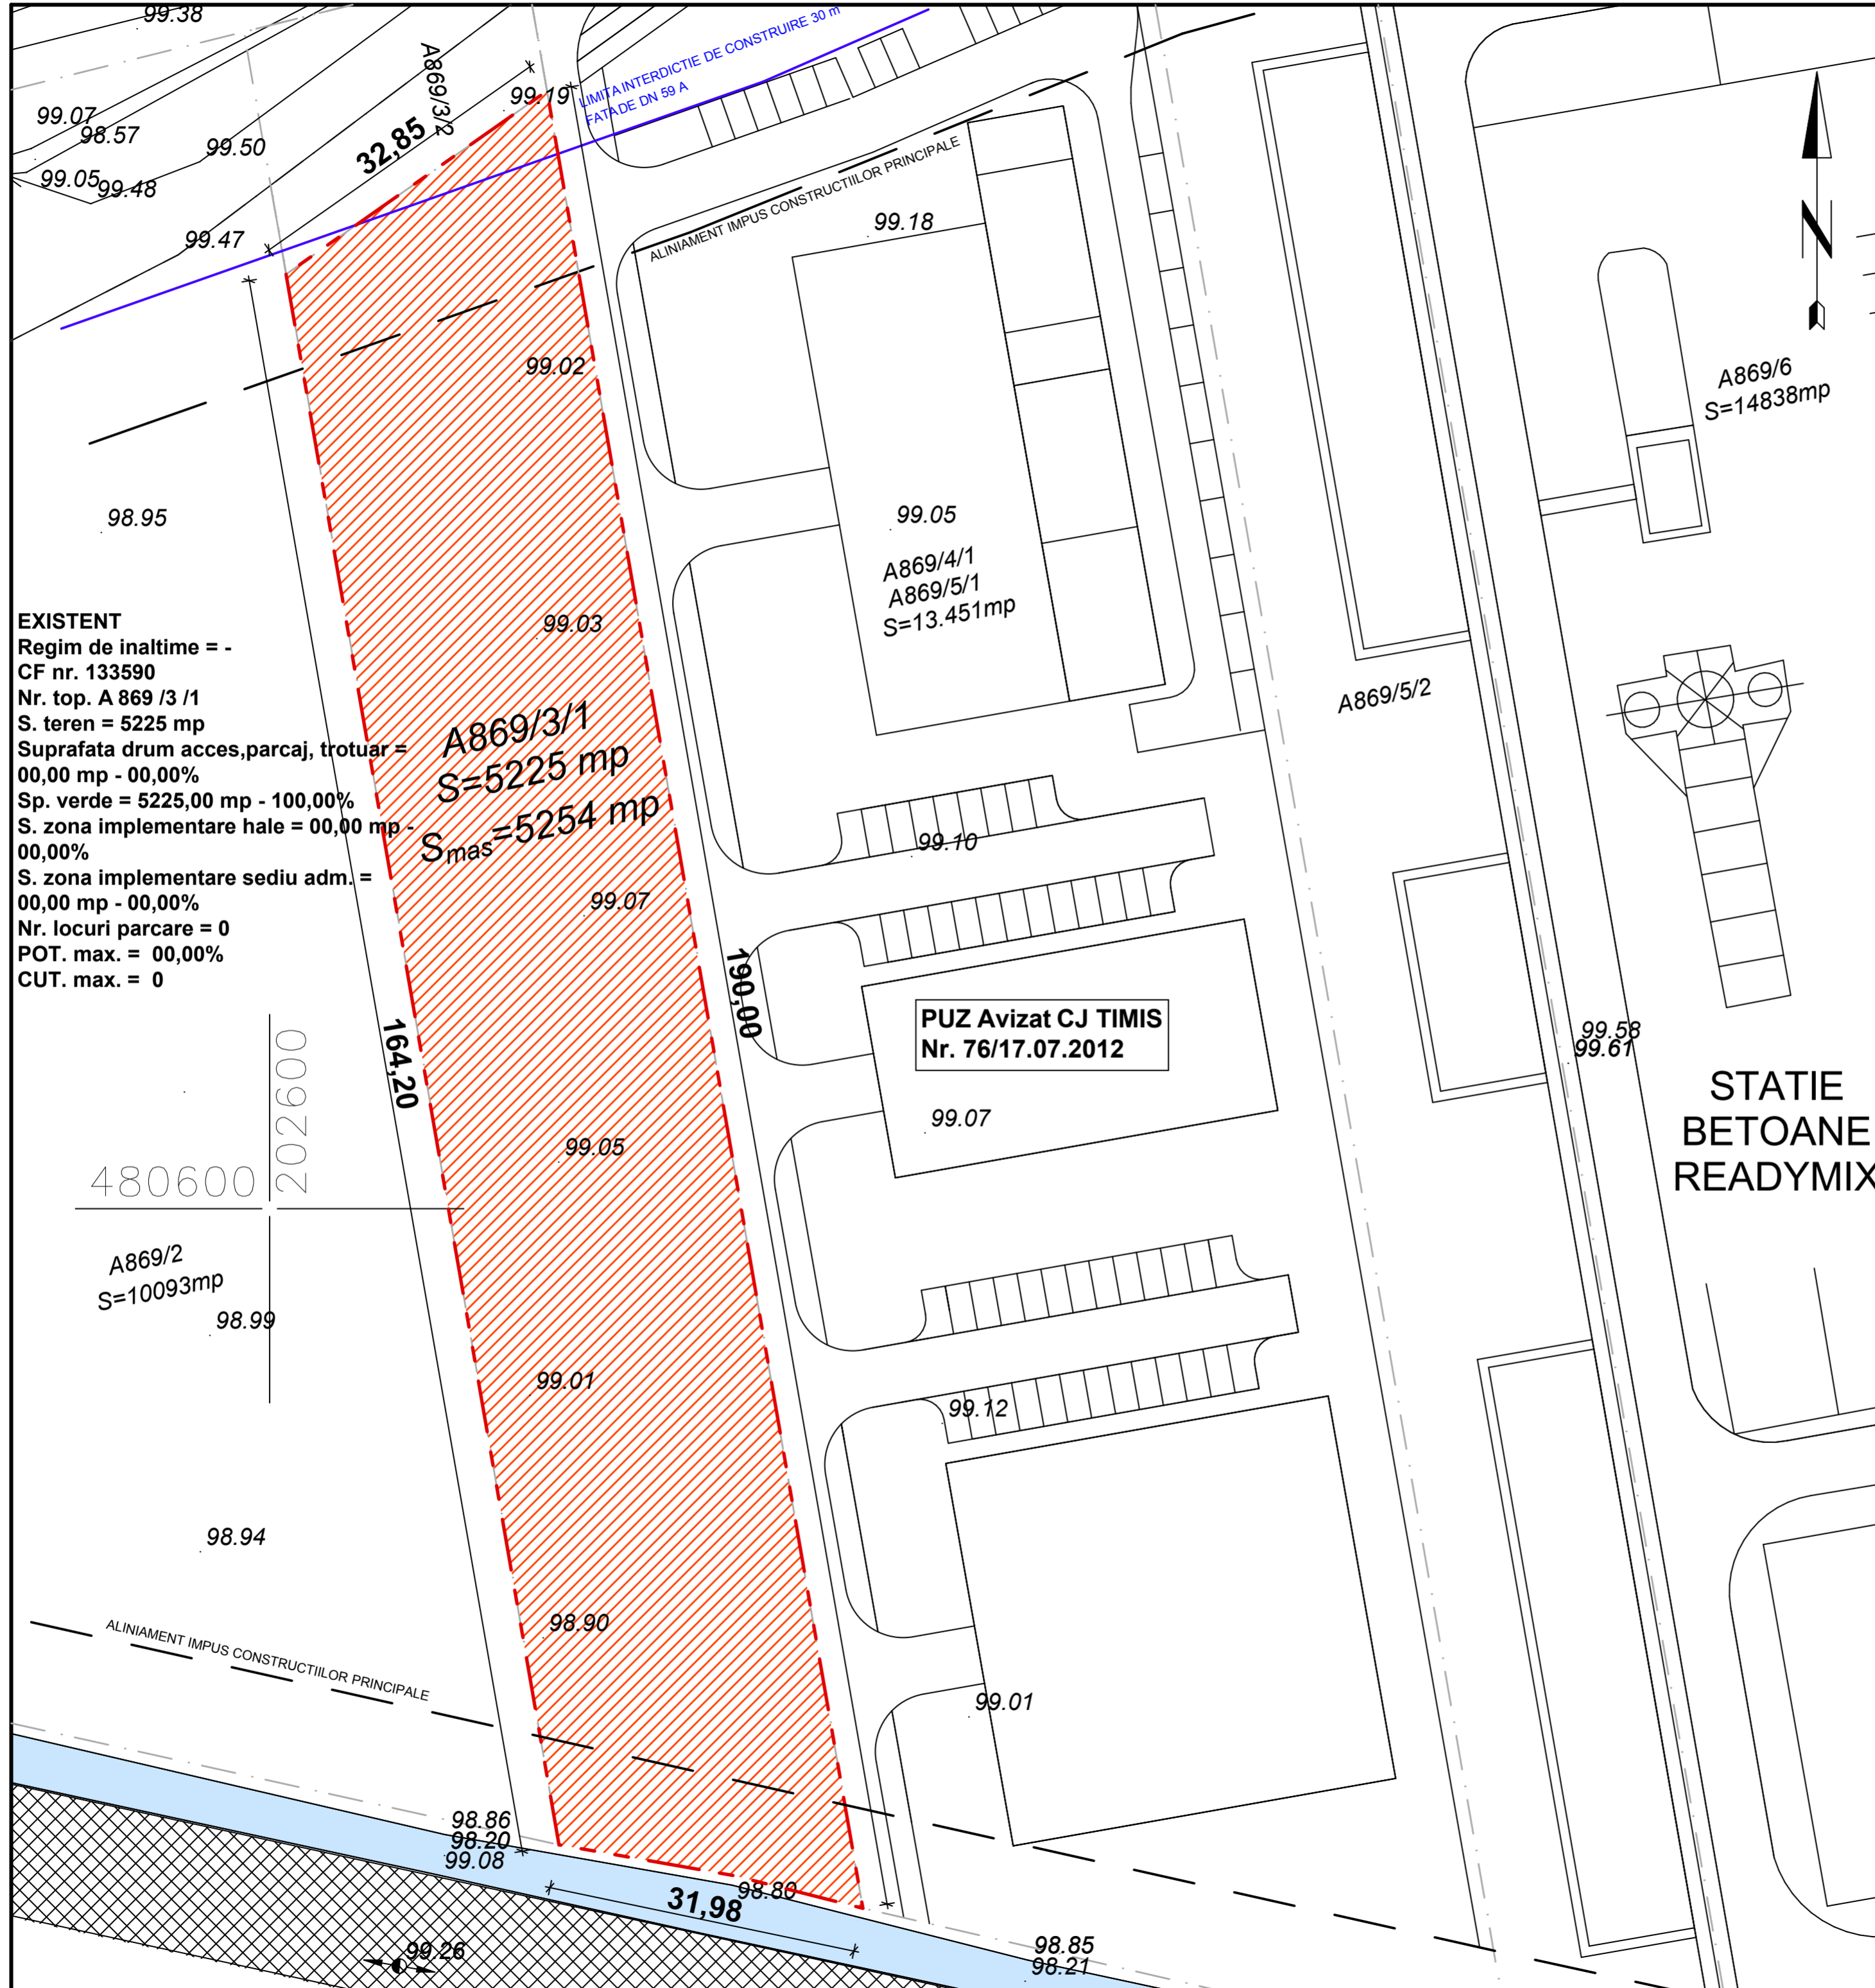 99.38
A869/3/2
99.19
LIMITA INTERDICTIE DE CONSTRUIRE 30 m
FATA DE DN 59 A
99.07
98.57
99.50
32,85
99.05
99.48
99.47
ALINIAMENT IMPUS CONSTRUCTIILOR PRINCIPALE
99.18
N
99.02
A869/6
S=14838mp
98.95
99.05
A869/4/1
A869/5/1
S=13.451mp
99.03
EXISTENT
Regim de inaltime = -
CF nr. 133590
Nr. top. A 869 /3 /1
S. teren = 5225 mp
Suprafata drum acces,parcaj, trotuar =
00,00 mp - 00,00%
Sp. verde = 5225,00 mp - 100,00%
S. zona implementare hale = 00,00 mp -
00,00%
S. zona implementare sediu adm. =
00,00 mp - 00,00%
Nr. locuri parcare = 0
POT. max. = 00,00%
CUT. max. = 0
A869/3/1
S=5225 mp
Smas=5254 mp
A869/5/2
99.10
99.07
190,00
164,20
PUZ Avizat CJ TIMIS
Nr. 76/17.07.2012
99.58
99.61
STATIE
BETOANE
READYMIX
99.07
99.05
480600
202600
A869/2
S=10093mp
98.99
99.01
99.12
98.94
98.90
ALINIAMENT IMPUS CONSTRUCTIILOR PRINCIPALE
99.01
98.86
98.20
99.08
98.80
31,98
99.26
98.85
98.21